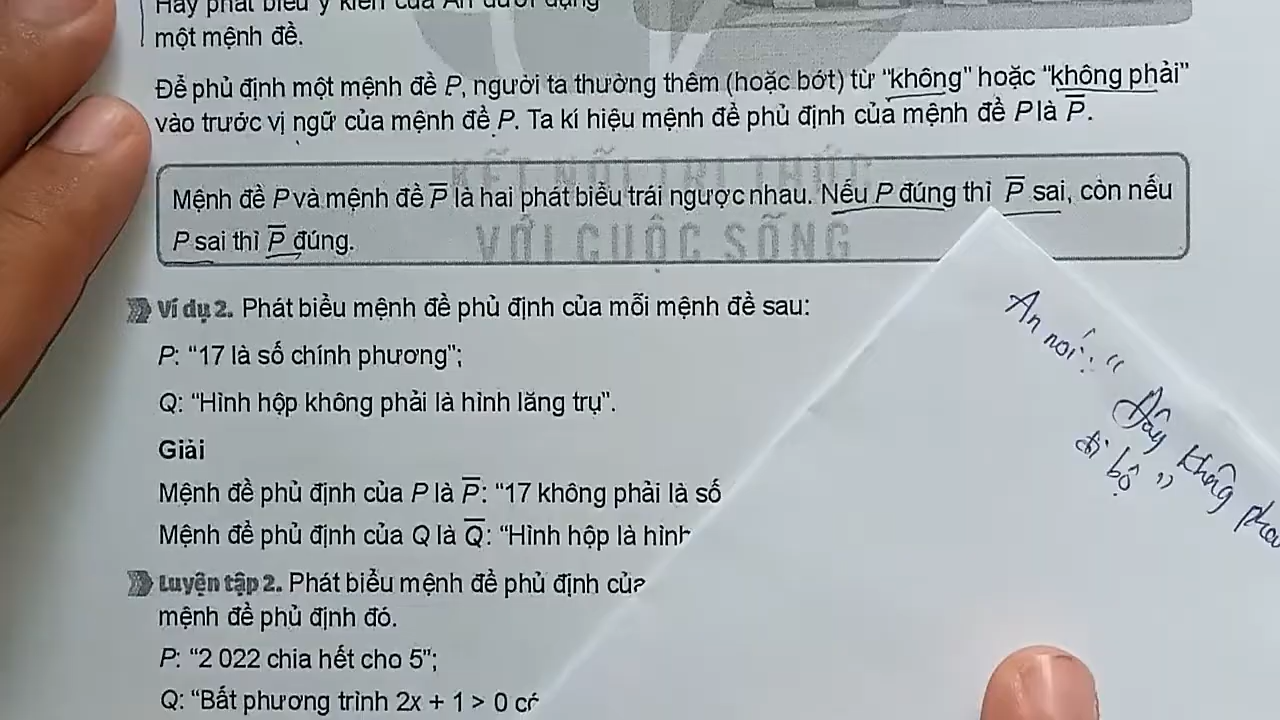 Hãy phát biểu ý kiến của An dưới dạng
một mệnh đề.
Để phủ định một mệnh đề P, người ta thường thêm (hoặc bớt) từ “không” hoặc “không phải”
vào trước vị ngữ của mệnh đề P. Ta kí hiệu mệnh đề phủ định của mệnh đề P là P̅.
KẾT NỐI TRI THỨC
VỚI CUỘC SỐNG
Mệnh đề P và mệnh đề P̅ là hai phát biểu trái ngược nhau. Nếu P đúng thì P̅ sai, còn nếu
P sai thì P̅ đúng.
Ví dụ 2. Phát biểu mệnh đề phủ định của mỗi mệnh đề sau:
P: “17 là số chính phương”;
Q: “Hình hộp không phải là hình lăng trụ”.
Giải
Mệnh đề phủ định của P là P̅: “17 không phải là số
Mệnh đề phủ định của Q là Q̅: “Hình hộp là hình
Luyện tập 2. Phát biểu mệnh đề phủ định của
mệnh đề phủ định đó.
P: “2 022 chia hết cho 5”;
Q: “Bất phương trình 2x + 1 > 0 có
An nói: “Đây không
đi bộ”